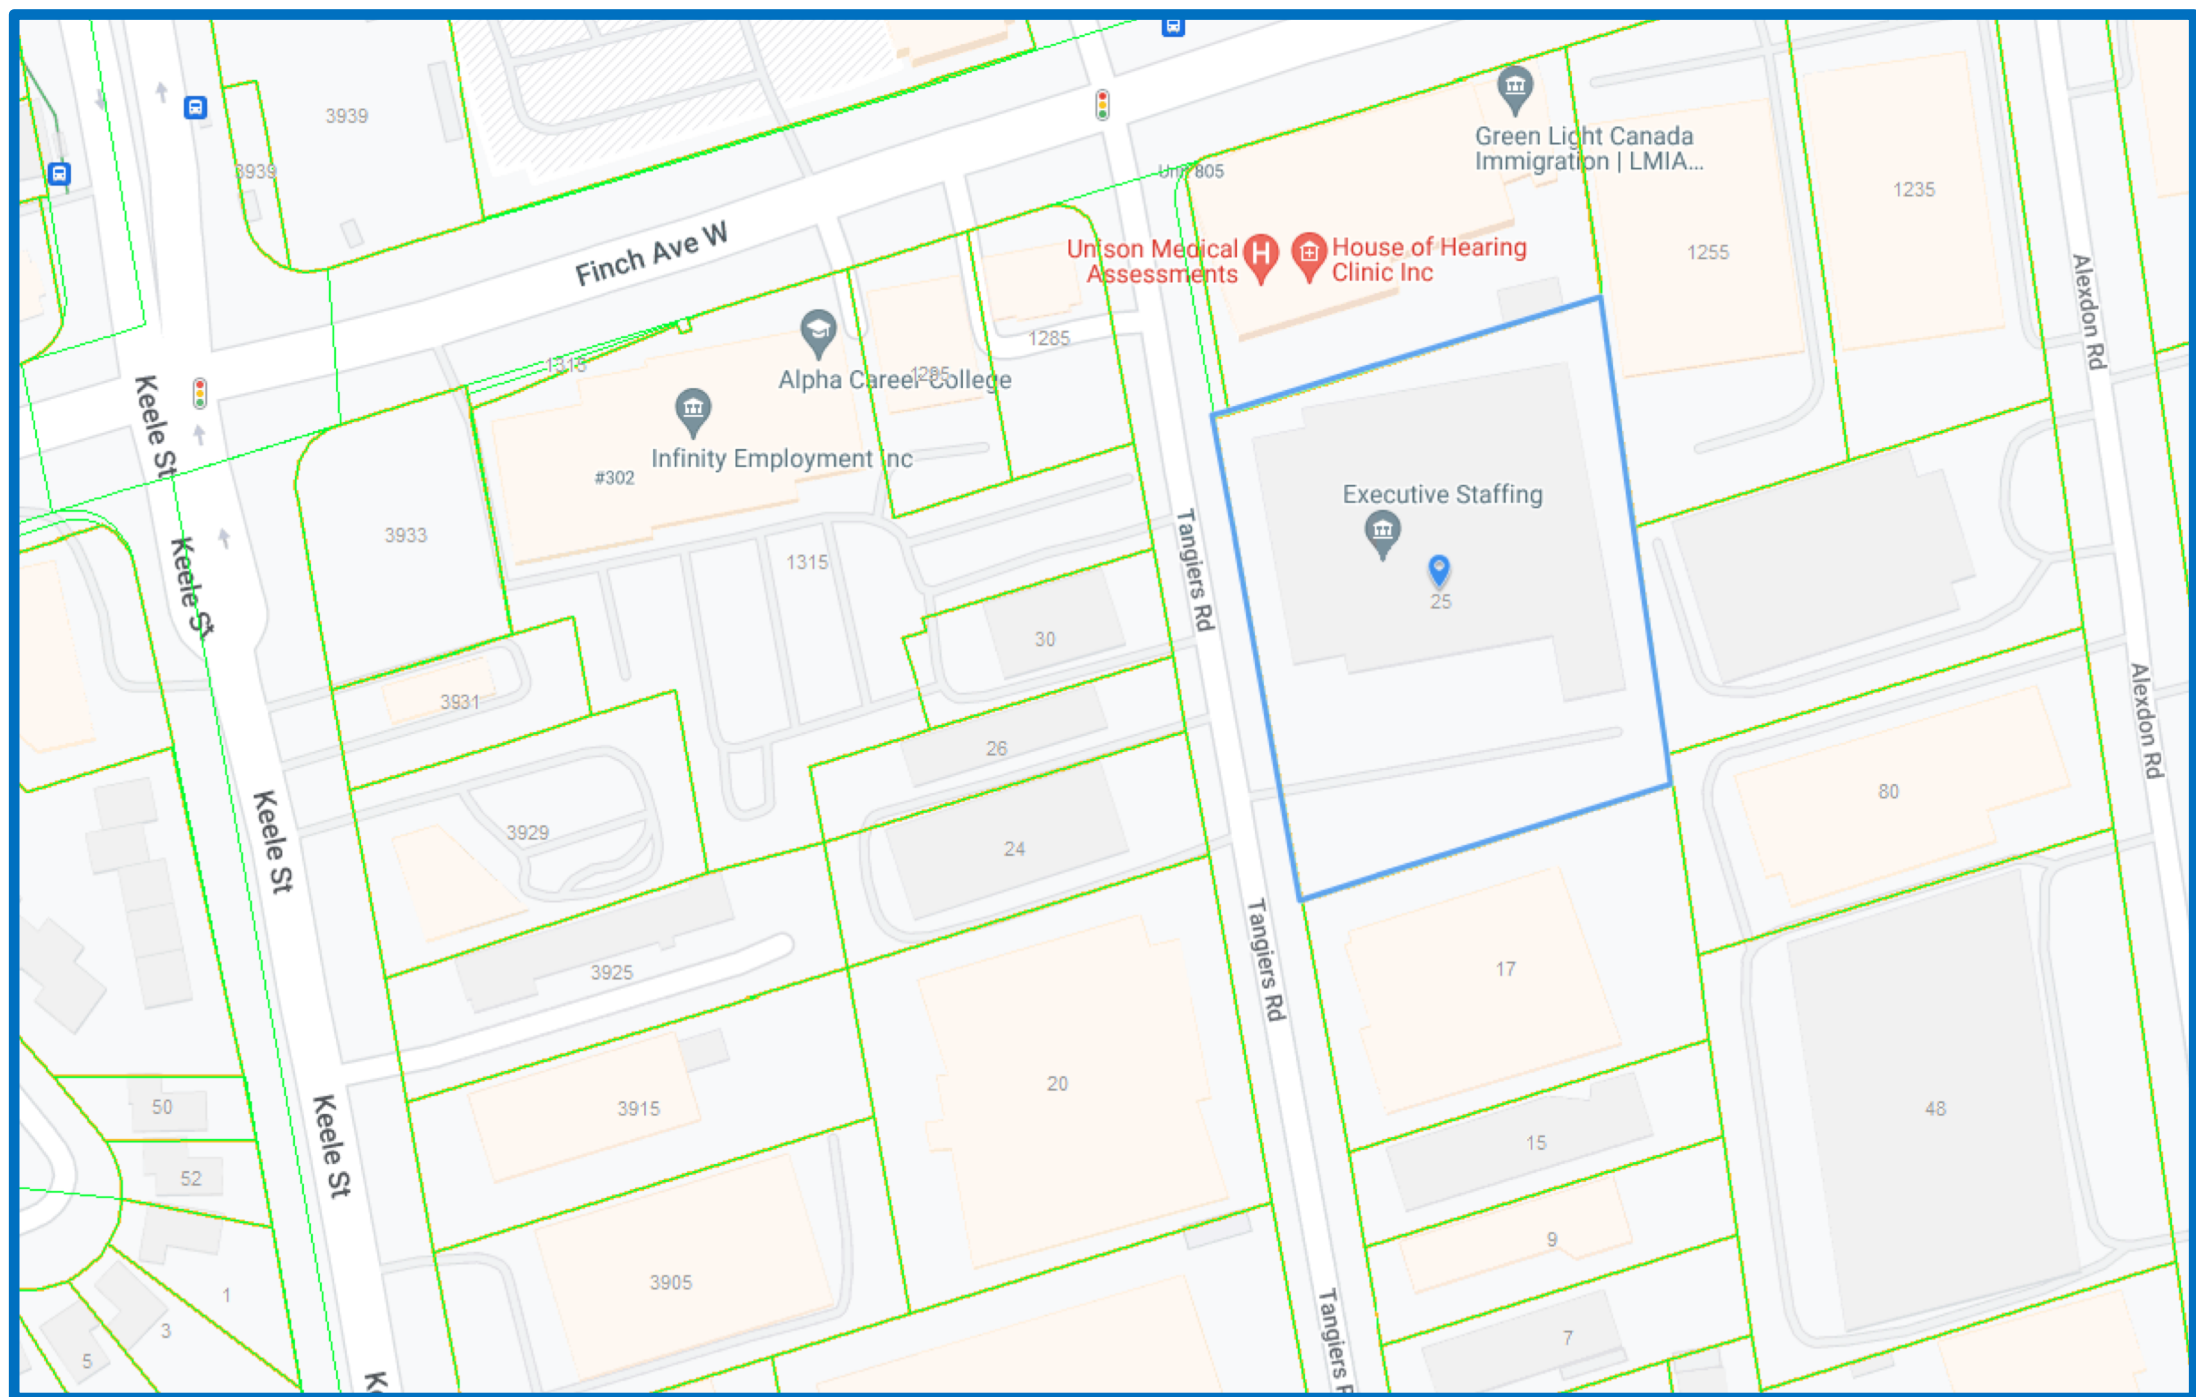 3939
3939
Finch Ave W
Green Light Canada
Immigration | LMIA...
1235
Unison Medical
Assessments
H
House of Hearing
Clinic Inc
1255
Alexdon Rd
1285
1315
Alpha Career College
1295
Infinity Employment Inc
#302
Keele St
Executive Staffing
25
3933
Keele St
1315
Tangiers Rd
30
3931
26
Alexdon Rd
80
Keele St
3929
24
Tangiers Rd
3925
17
20
3915
50
15
48
Keele St
52
9
3905
1
3
5
7
Tangiers R